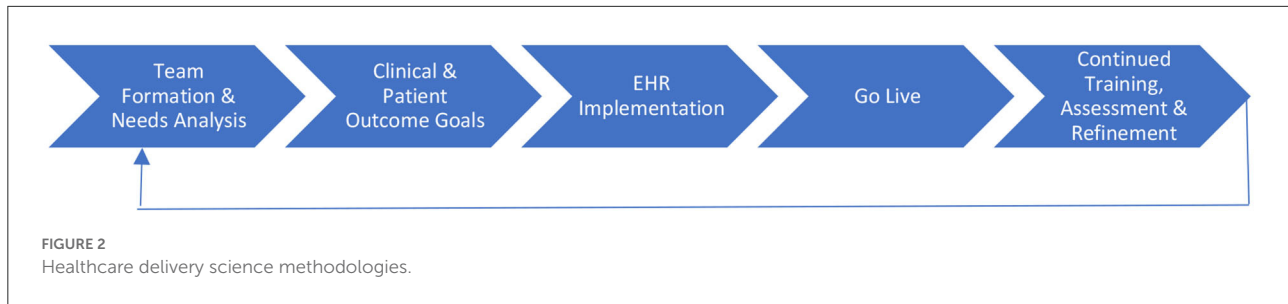 Team
Formation &
Needs Analysis
Clinical &
Patient
Outcome Goals
EHR
Implementation
Go Live
Continued
Training,
Assessment &
Refinement
FIGURE 2
Healthcare delivery science methodologies.